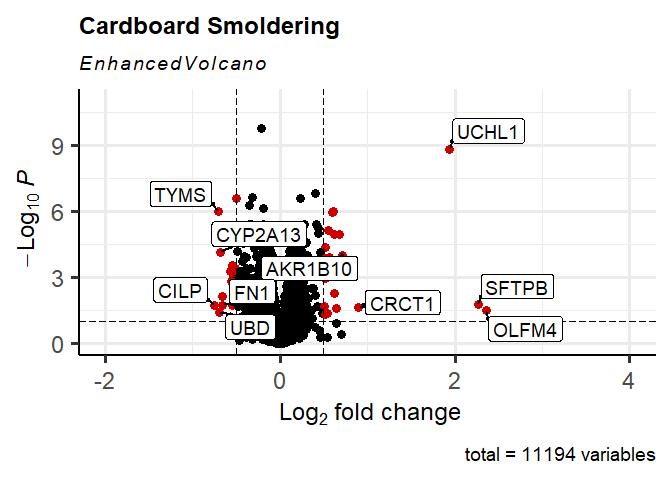 Cardboard Smoldering
EnhancedVolcano
UCHL1
TYMS
CYP2A13
AKR1B10
CILP
FN1
CRCT1
SFTPB
UBD
OLFM4
9
6
3
0
−Log10 P
-2 0 2 4
Log2 fold change
total = 11194 variables